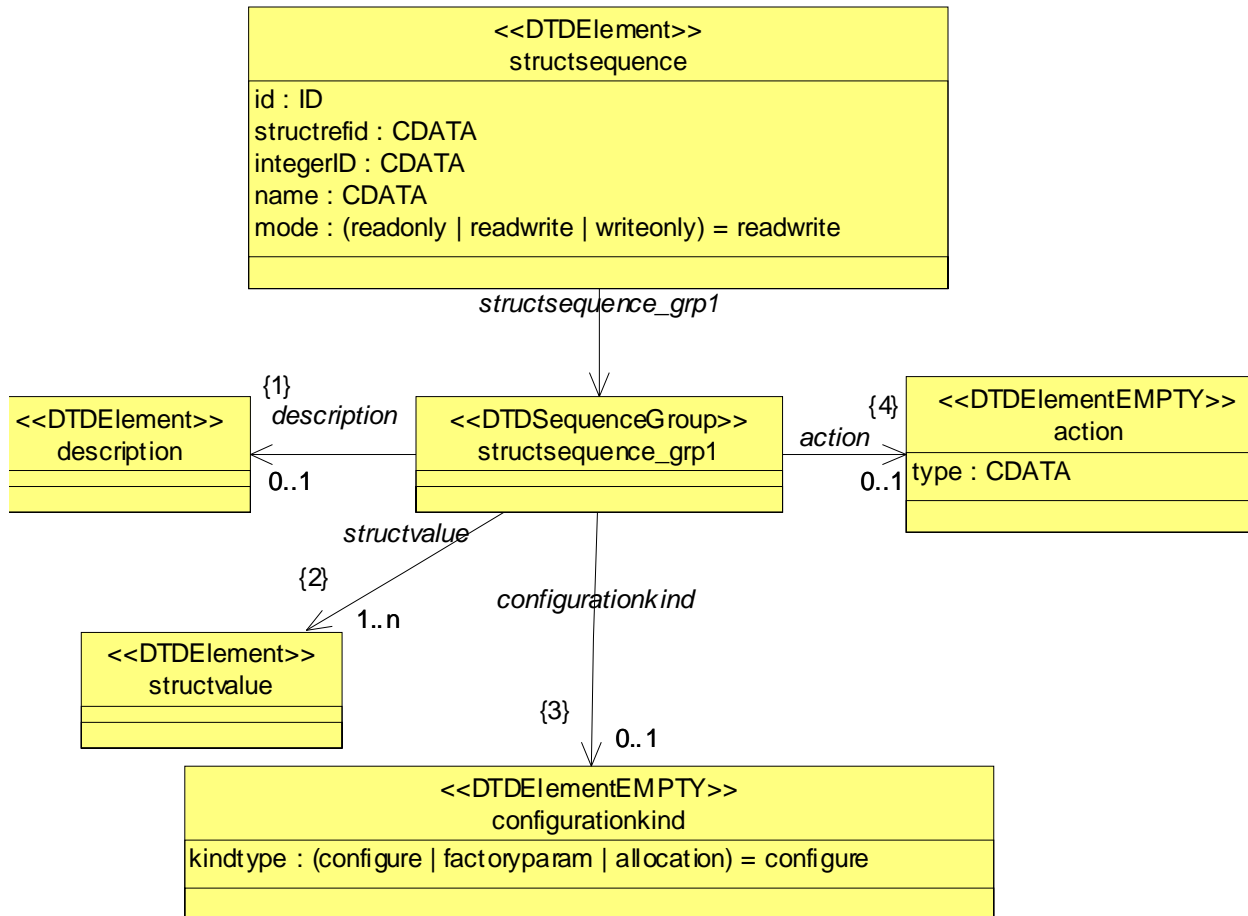 <<DTDElement>>
structsequence
id : ID
structrefid : CDATA
integerID : CDATA
name : CDATA
mode : (readonly | readwrite | writeonly) = readwrite
structsequence_grp1
{1}
description
<<DTDElement>>
description
0..1
<<DTDSequenceGroup>>
structsequence_grp1
{4}
action
0..1
<<DTDElementEMPTY>>
action
type : CDATA
structvalue
{2}
1..n
configurationkind
<<DTDElement>>
structvalue
{3}
0..1
<<DTDElementEMPTY>>
configurationkind
kindtype : (configure | factoryparam | allocation) = configure